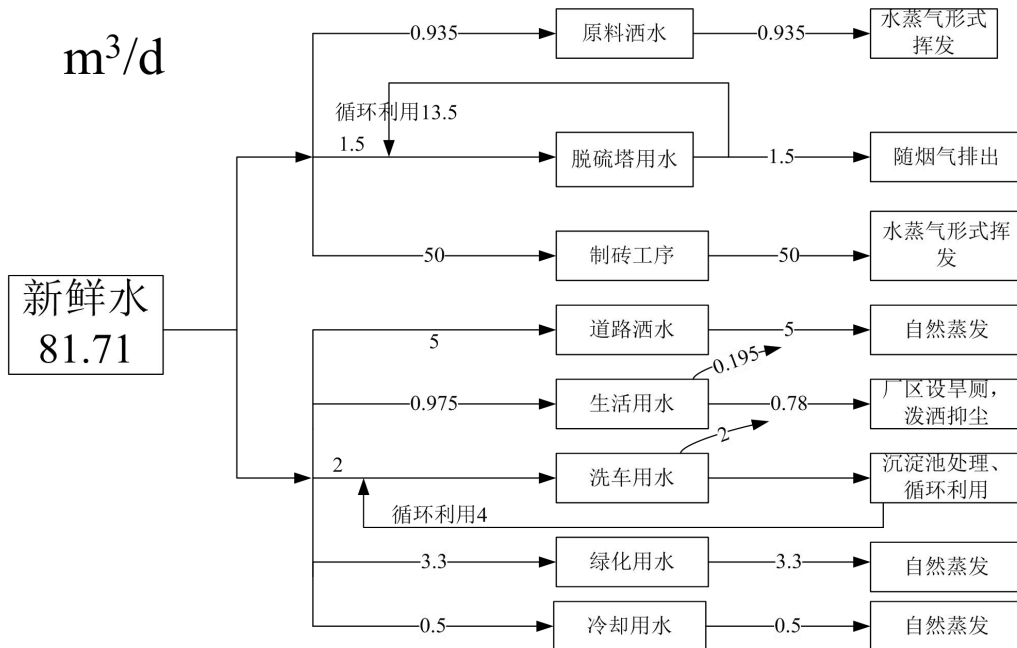 m³/d
新鲜水
81.71
0.935
原料洒水
0.935
水蒸气形式
挥发
循环利用13.5
1.5
脱硫塔用水
1.5
随烟气排出
50
制砖工序
50
水蒸气形式挥
发
5
道路洒水
5
自然蒸发
0.195
0.975
生活用水
0.78
厂区设旱厕，
泼洒抑尘
2
2
洗车用水
沉淀池处理、
循环利用
循环利用4
3.3
绿化用水
3.3
自然蒸发
0.5
冷却用水
0.5
自然蒸发